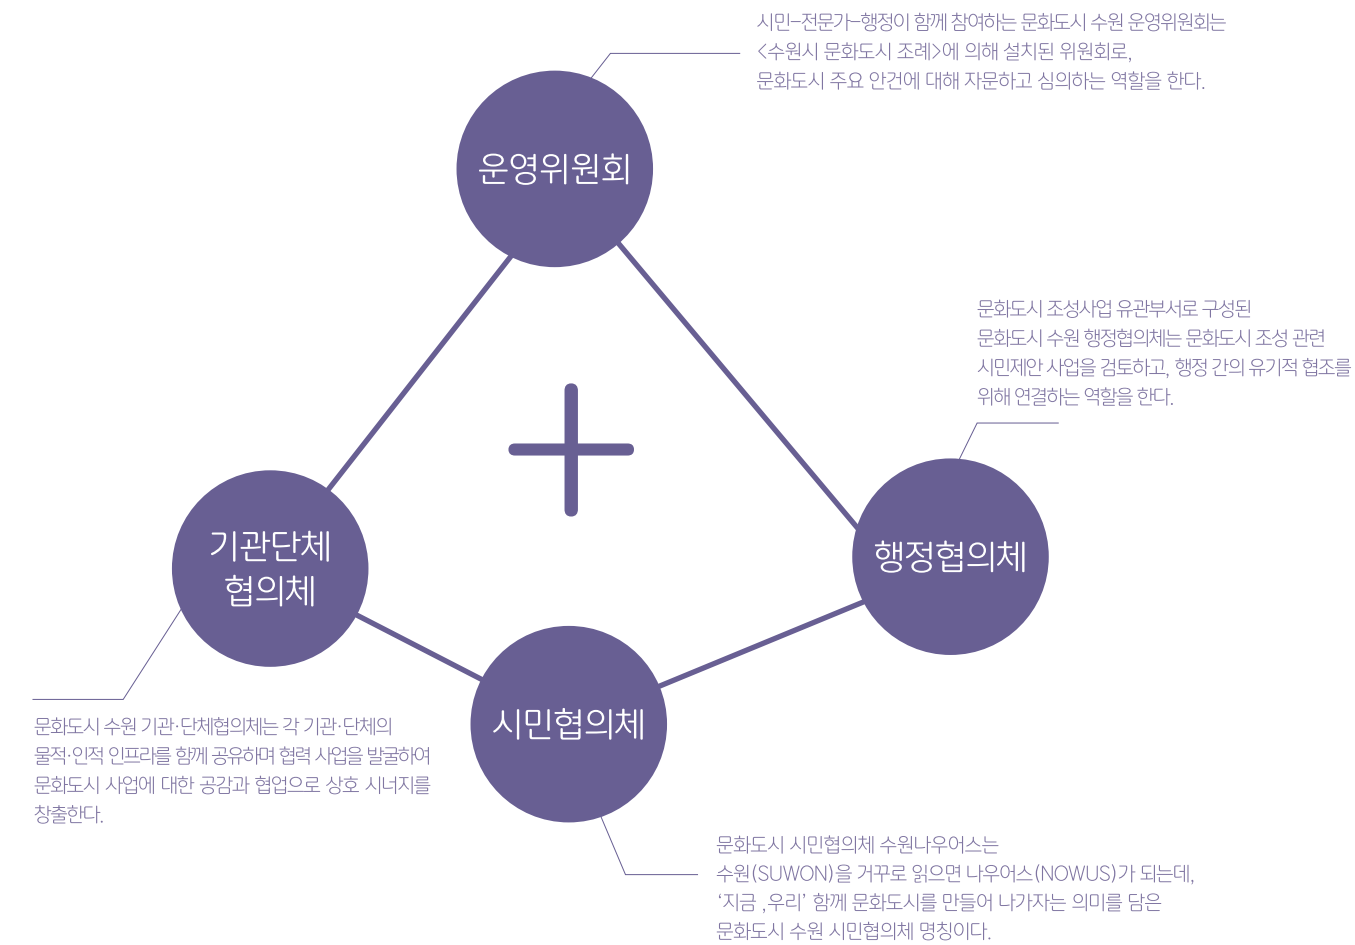 시민–전문가–행정이 함께 참여하는 문화도시 수원 운영위원회는
<수원시 문화도시 조례>에 의해 설치된 위원회로,
문화도시 주요 안건에 대해 자문하고 심의하는 역할을 한다.
운영위원회
문화도시 조성사업 유관부서로 구성된
문화도시 수원 행정협의체는 문화도시 조성 관련
시민제안 사업을 검토하고, 행정 간의 유기적 협조를
위해 연결하는 역할을 한다.
행정협의체
기관단체
협의체
문화도시 수원 기관·단체협의체는 각 기관·단체의
물적·인적 인프라를 함께 공유하며 협력 사업을 발굴하여
문화도시 사업에 대한 공감과 협업으로 상호 시너지를
창출한다.
시민협의체
문화도시 시민협의체 수원나우어스는
수원(SUWON)을 거꾸로 읽으면 나우어스(NOWUS)가 되는데,
‘지금 ,우리’ 함께 문화도시를 만들어 나가자는 의미를 담은
문화도시 수원 시민협의체 명칭이다.